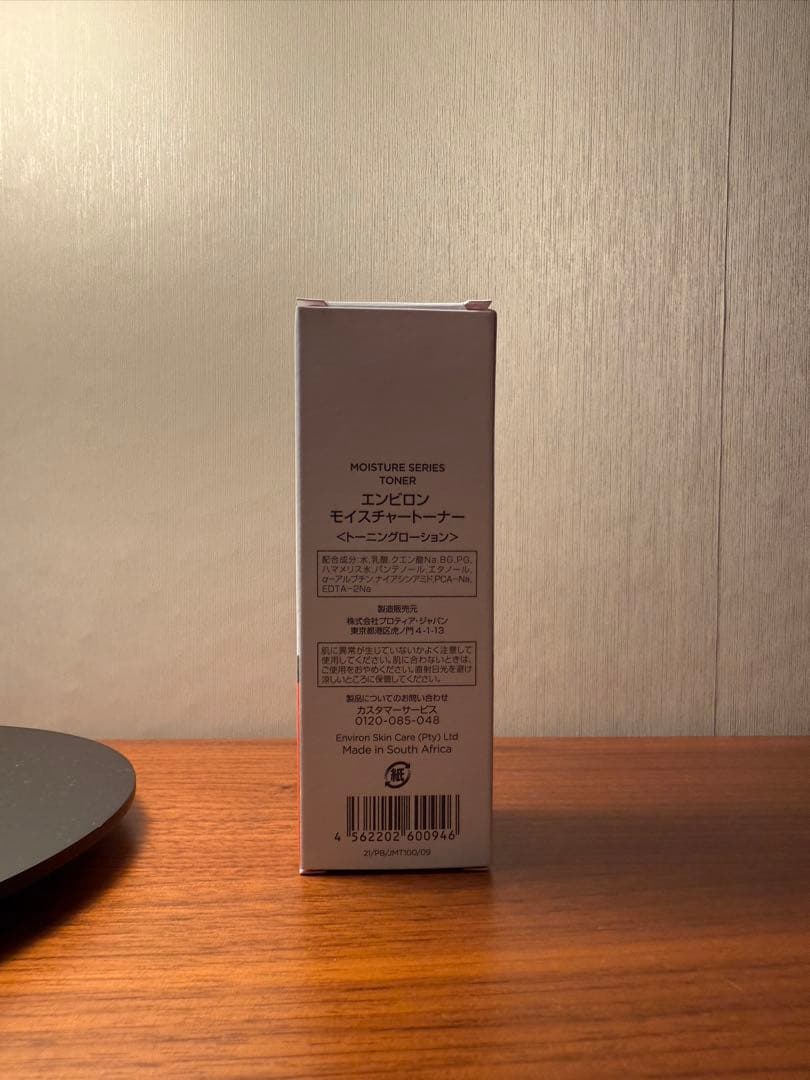 MOISTURE SERIES
TONER
エンビロン
モイスチャートーナー
<トーニングローション>
配合成分:水,乳酸,クエン酸Na,BG,PG,
ハマメリス水,パンテノール,エタノール,
α-アルブチン,ナイアシンアミド,PCA-Na,
EDTA-2Na
製造販売元
株式会社プロティア・ジャパン
東京都港区虎ノ門4-1-13
肌に異常が生じていないかよく注意して
使用してください。肌に合わないときは、
ご使用をおやめください。直射日光を避け
涼しいところに保管してください。
製品についてのお問い合わせ
カスタマーサービス
0120-085-048
Environ Skin Care (Pty) Ltd
Made in South Africa
紙
4 562202 600946
21/PB/JMT100/09